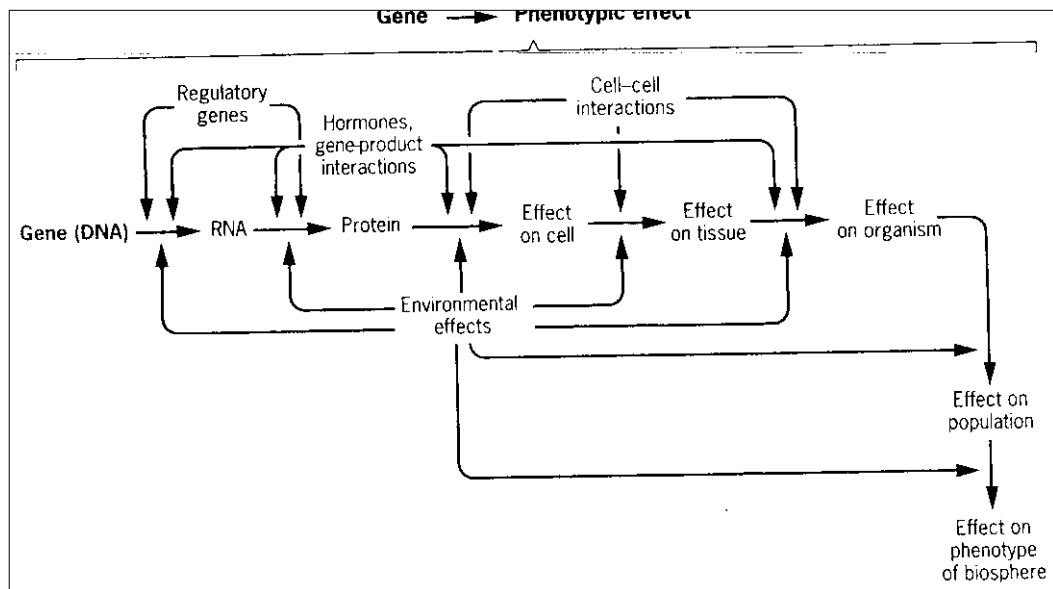 Gene → Phenotypic effect
Regulatory
genes
Cell–cell
interactions
Hormones,
gene-product
interactions
Gene (DNA)
RNA
Protein
Effect
on cell
Effect
on tissue
Effect
on organism
Environmental
effects
Effect on
population
Effect on
phenotype
of biosphere